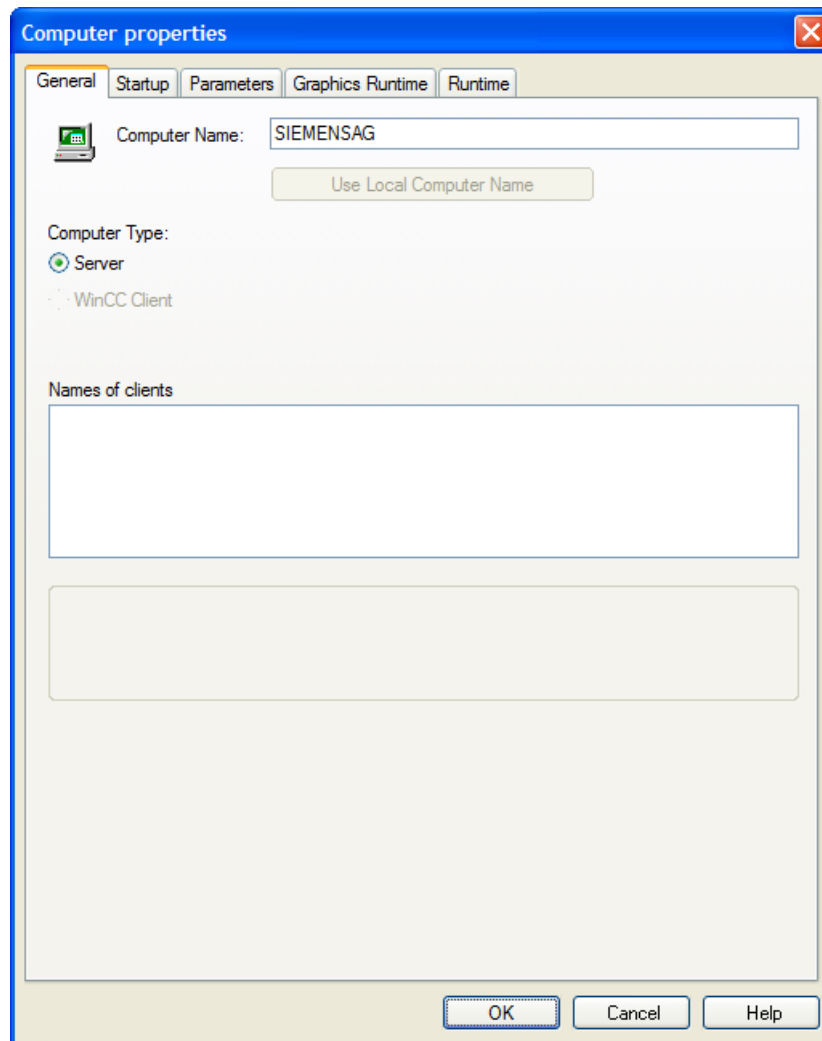 Computer properties
General Startup Parameters Graphics Runtime Runtime
Computer Name: SIEMENSAG
Use Local Computer Name
Computer Type:
Server
WinCC Client
Names of clients
OK Cancel Help